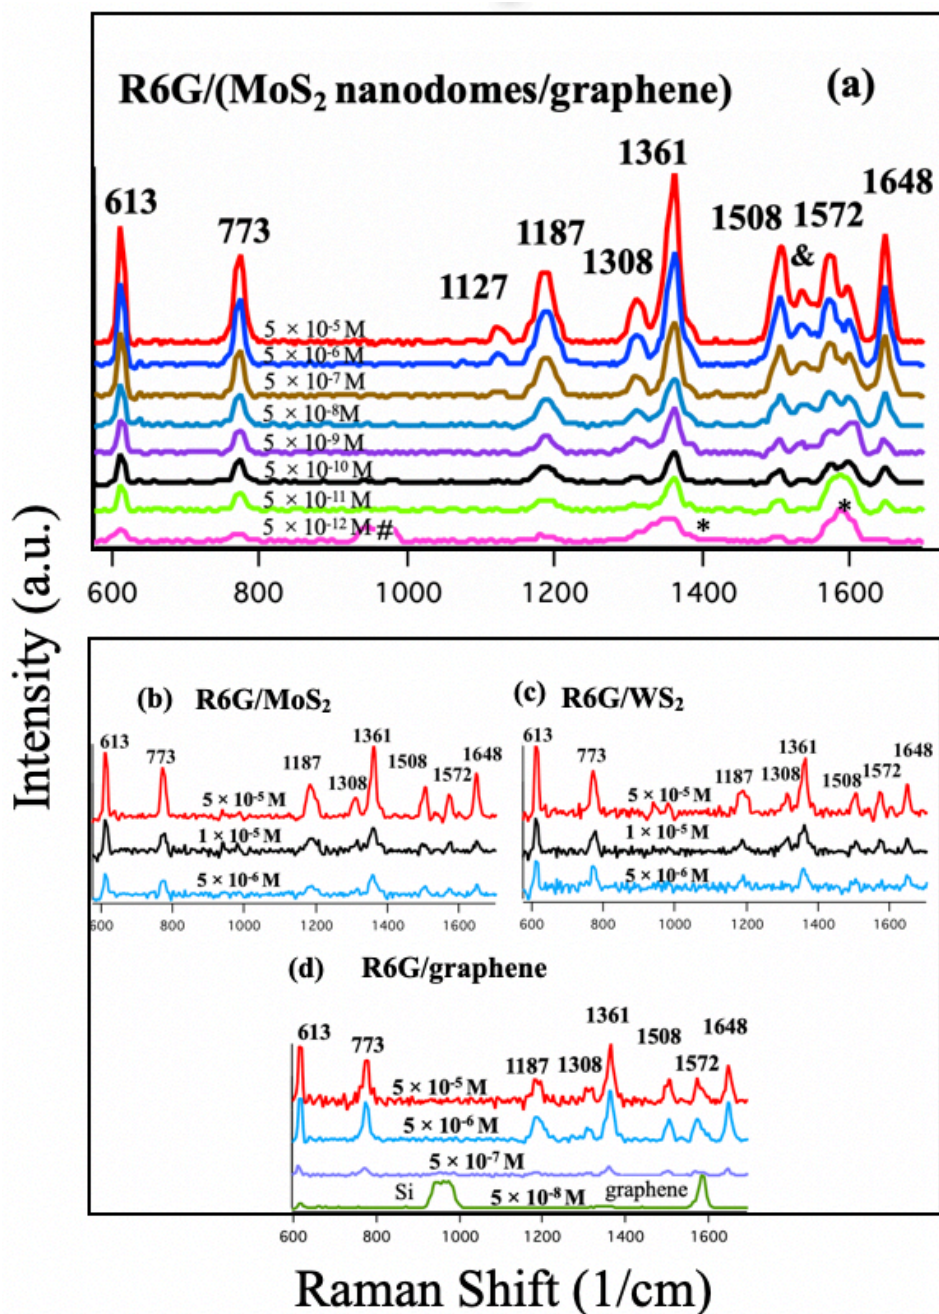 R6G/(MoS₂ nanodomes/graphene) (a)
1361
613 1648
773 1187 1508 1572
1127 1308 &
5 × 10⁻⁵ M
5 × 10⁻⁶ M
5 × 10⁻⁷ M
5 × 10⁻⁸M
5 × 10⁻⁹ M
5 × 10⁻¹⁰ M
5 × 10⁻¹¹ M
5 × 10⁻¹² M # * *
600 800 1000 1200 1400 1600
Intensity (a.u.)
(b) R6G/MoS₂
613 773 1187 1308 1361 1508 1572 1648
5 × 10⁻⁵ M
1 × 10⁻⁵ M
5 × 10⁻⁶ M
600 800 1000 1200 1400 1600
(c) R6G/WS₂
613 773 1187 1308 1361 1508 1572 1648
5 × 10⁻⁵ M
1 × 10⁻⁵ M
5 × 10⁻⁶ M
600 800 1000 1200 1400 1600
(d) R6G/graphene
613 773 1187 1308 1361 1508 1572 1648
5 × 10⁻⁵ M
5 × 10⁻⁶ M
5 × 10⁻⁷ M
Si 5 × 10⁻⁸ M graphene
600 800 1000 1200 1400 1600
Raman Shift (1/cm)